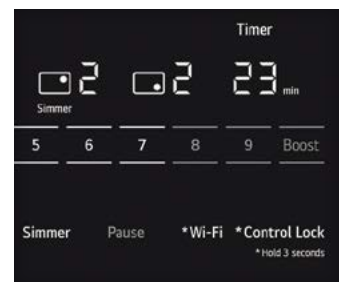 Timer
2 2 23 min
Simmer
5 6 7 8 9 Boost
Simmer Pause *Wi-Fi *Control Lock
*Hold 3 seconds